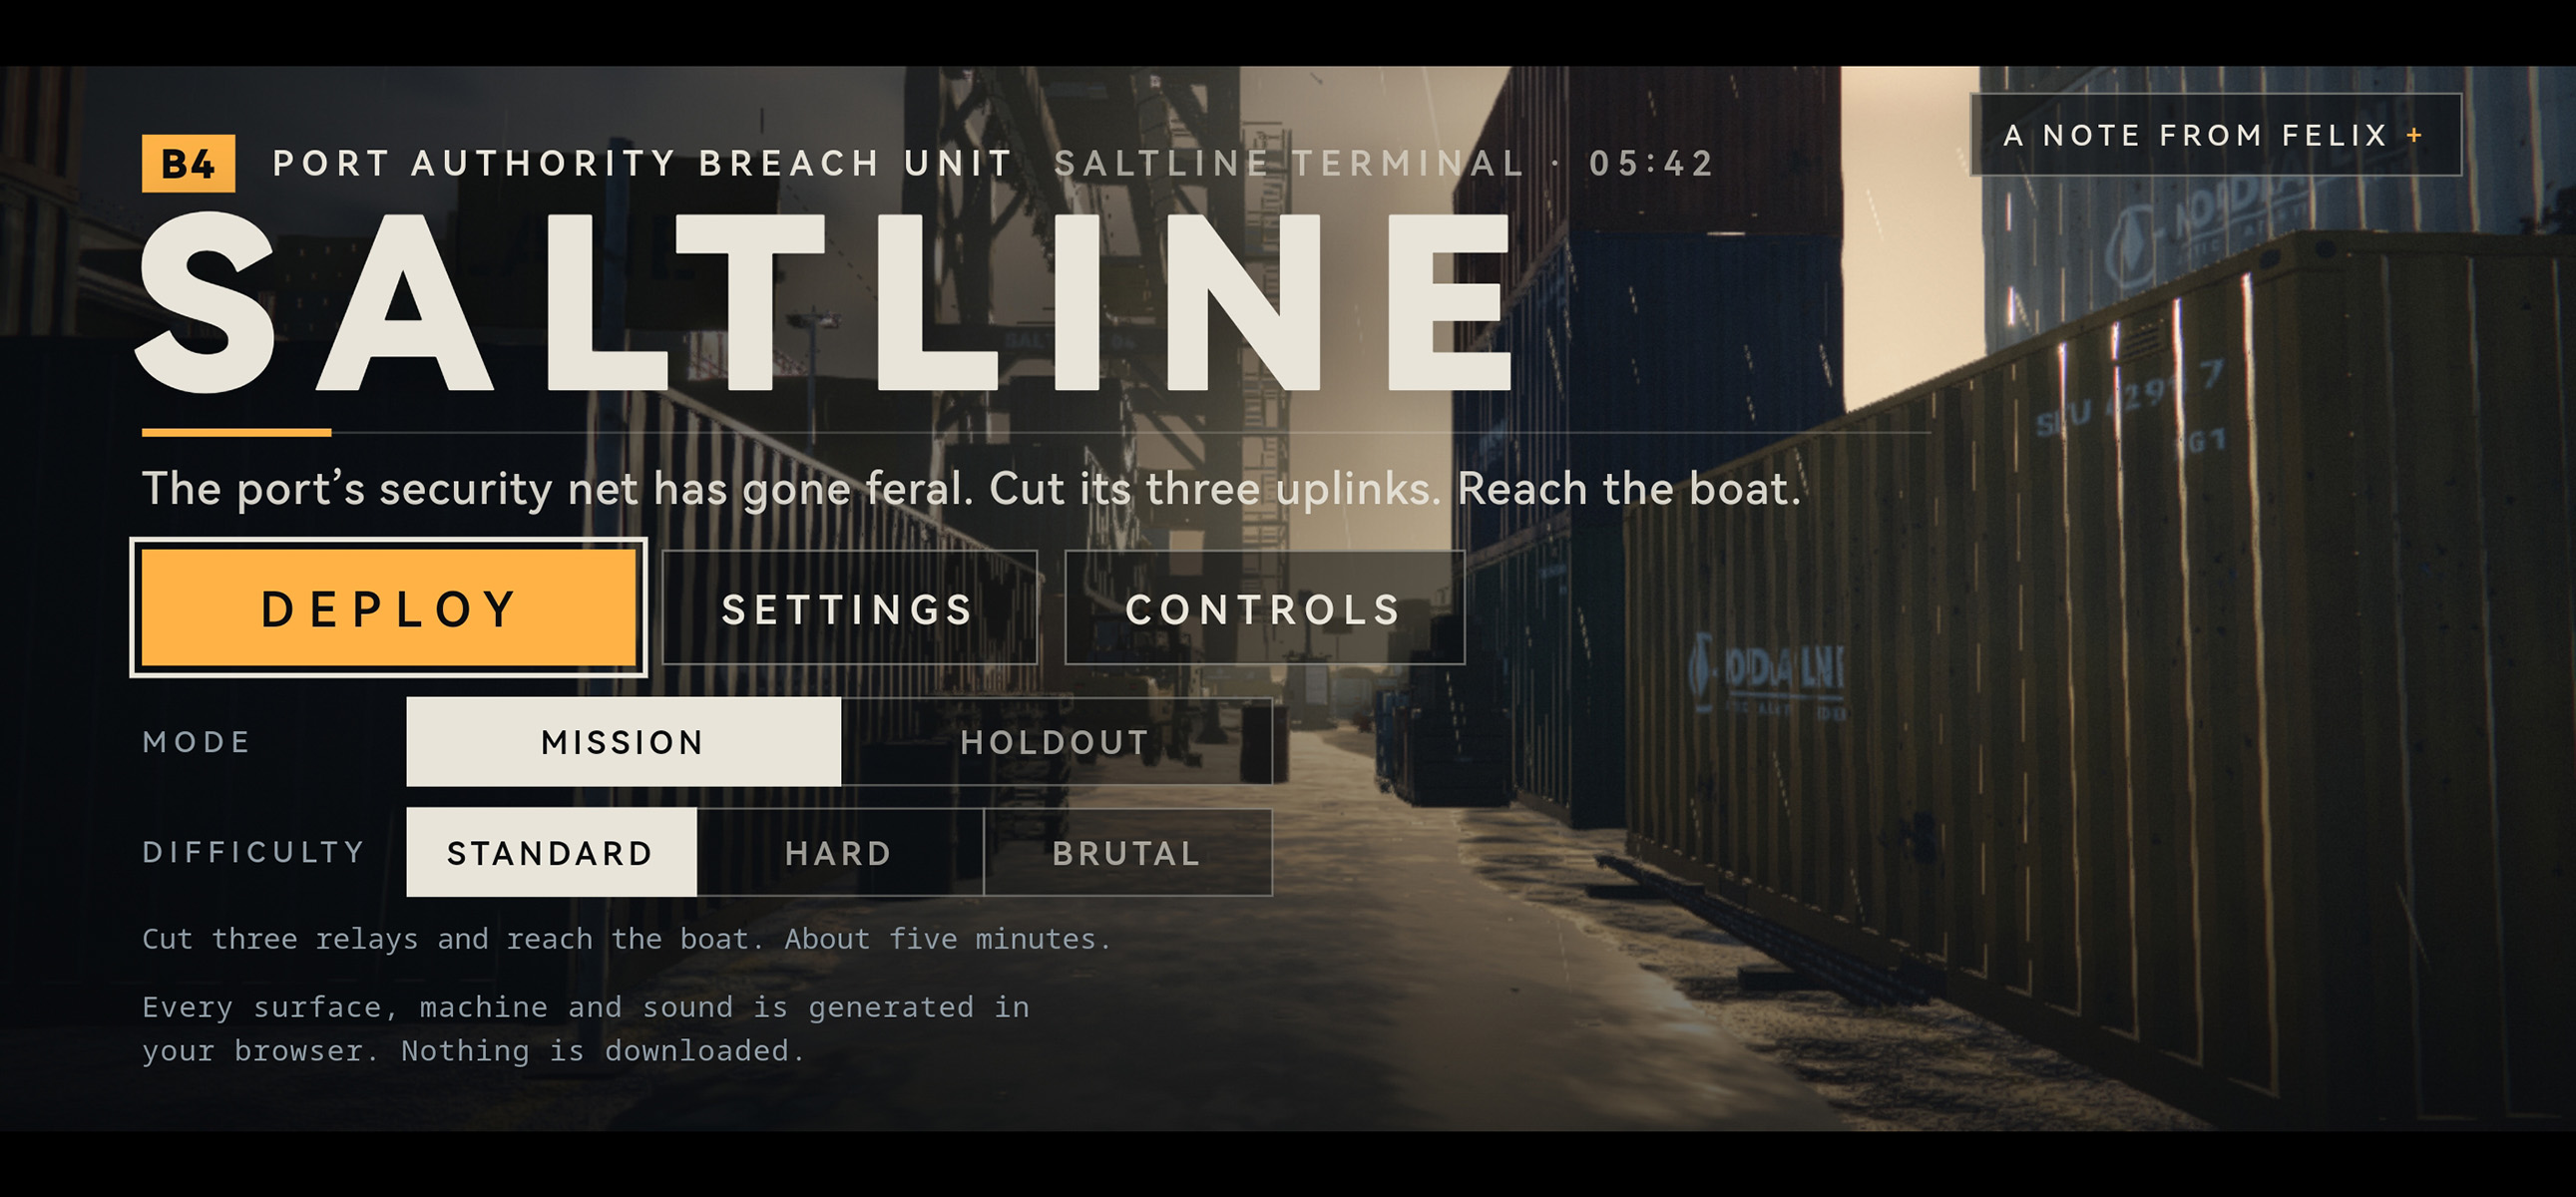 B4 PORT AUTHORITY BREACH UNIT SALTLINE TERMINAL · 05:42
A NOTE FROM FELIX +
SALTLINE
The port’s security net has gone feral. Cut its three uplinks. Reach the boat.
DEPLOY SETTINGS CONTROLS
MODE MISSION HOLDOUT
DIFFICULTY STANDARD HARD BRUTAL
Cut three relays and reach the boat. About five minutes.
Every surface, machine and sound is generated in
your browser. Nothing is downloaded.